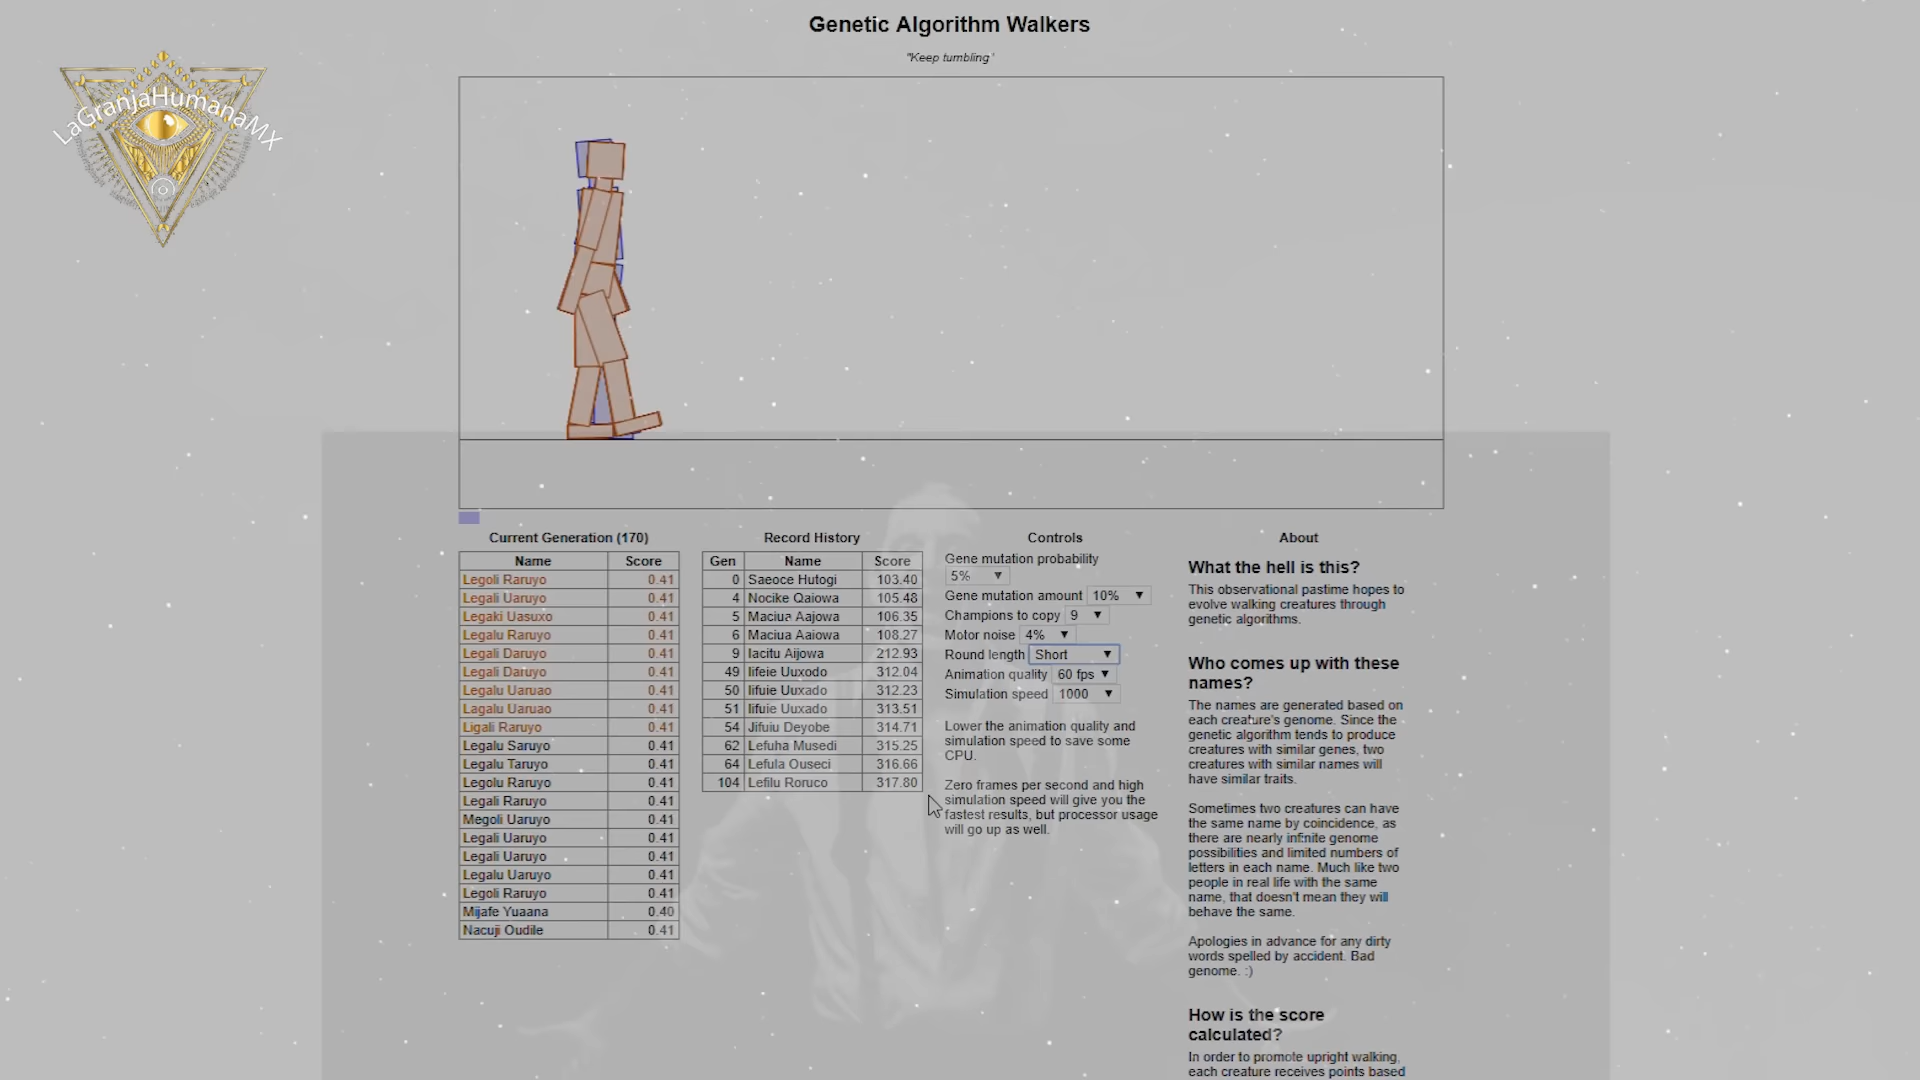 Genetic Algorithm Walkers
"Keep tumbling"
LaGranjaHumanaMX
Current Generation (170)
Name Score
Legoli Raruyo 0.41
Legali Uaruyo 0.41
Legaki Uasuxo 0.41
Legalu Raruyo 0.41
Legali Daruyo 0.41
Legali Daruyo 0.41
Legalu Uaruao 0.41
Lagalu Uaruao 0.41
Ligali Raruyo 0.41
Legalu Saruyo 0.41
Legalu Taruyo 0.41
Legolu Raruyo 0.41
Legali Raruyo 0.41
Megoli Uaruyo 0.41
Legali Uaruyo 0.41
Legali Uaruyo 0.41
Legalu Uaruyo 0.41
Legoli Raruyo 0.41
Mijafe Yuaana 0.40
Nacuji Oudile 0.41
Record History
Gen Name Score
0 Saeoce Hutogi 103.40
4 Nocike Qaiowa 105.48
5 Maciua Aajowa 106.35
6 Maciua Aaiowa 108.27
9 Iacitu Aijowa 212.93
49 Iifeie Uuxodo 312.04
50 Iifuie Uuxado 312.23
51 Iifuie Uuxado 313.51
54 Jifuiu Deyobe 314.71
62 Lefuha Musedi 315.25
64 Lefula Ouseci 316.66
104 Lefilu Roruco 317.80
Controls
Gene mutation probability
5%
Gene mutation amount 10%
Champions to copy 9
Motor noise 4%
Round length Short
Animation quality 60 fps
Simulation speed 1000
Lower the animation quality and
simulation speed to save some
CPU.
Zero frames per second and high
simulation speed will give you the
fastest results, but processor usage
will go up as well.
About
What the hell is this?
This observational pastime hopes to
evolve walking creatures through
genetic algorithms.
Who comes up with these
names?
The names are generated based on
each creature's genome. Since the
genetic algorithm tends to produce
creatures with similar genes, two
creatures with similar names will
have similar traits.
Sometimes two creatures can have
the same name by coincidence, as
there are nearly infinite genome
possibilities and limited numbers of
letters in each name. Much like two
people in real life with the same
name, that doesn't mean they will
behave the same.
Apologies in advance for any dirty
words spelled by accident. Bad
genome. :)
How is the score
calculated?
In order to promote upright walking,
each creature receives points based